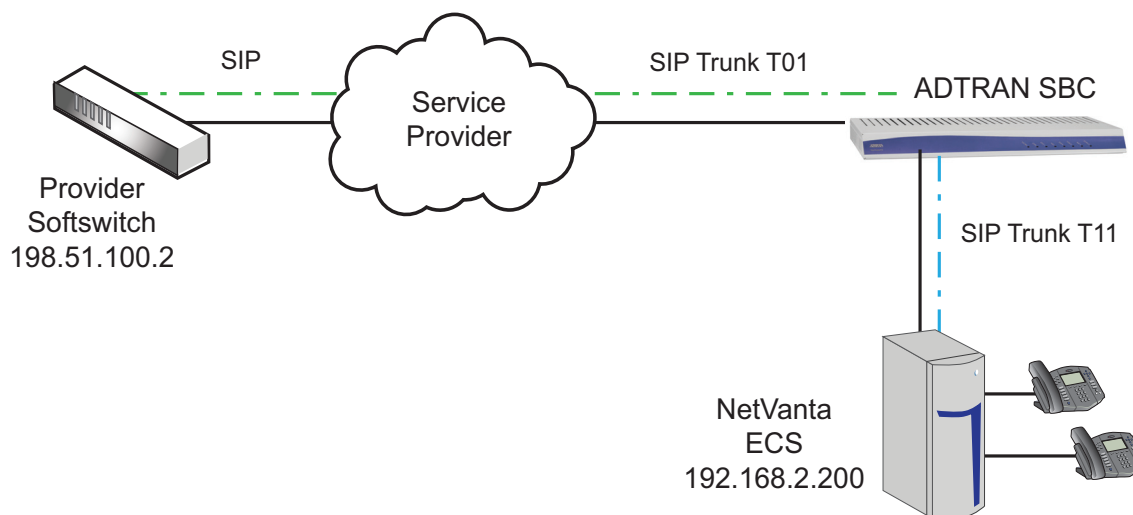 SIP
SIP Trunk T01
ADTRAN SBC
Service
Provider
Provider
Softswitch
198.51.100.2
SIP Trunk T11
NetVanta
ECS
192.168.2.200